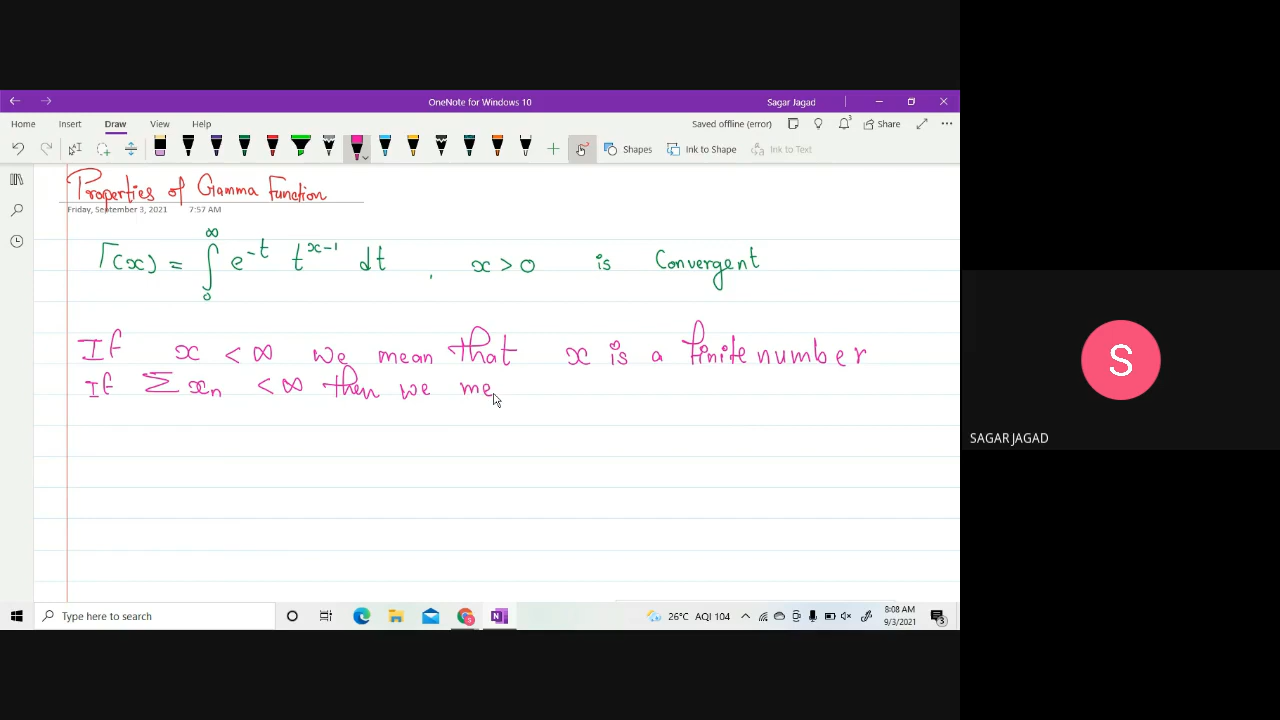 OneNote for Windows 10
Sagar Jagad
Home Insert Draw View Help
Saved offline (error)
Share
Shapes
Ink to Shape
Ink to Text
Properties of Gamma Function
Friday, September 3, 2021 7:57 AM
Γ(x) = ∫₀^∞ e^-t t^x-1 dt , x > 0 is Convergent
If x < ∞ we mean that x is a finite number
If Σ xₙ < ∞ then we me
S
SAGAR JAGAD
Type here to search
26°C AQI 104
8:08 AM
9/3/2021
3